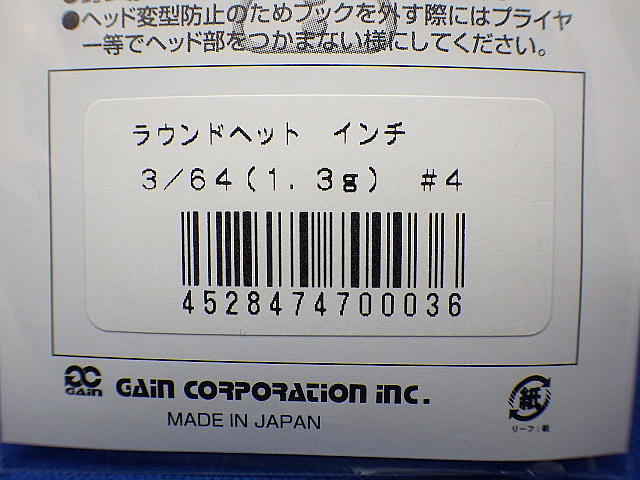 ●ヘッド変型防止のためフックを外す際にはプライヤ
ー等でヘッド部をつかまない様にしてください。
ラウンドヘット　インチ
3/64(1.3g)　#4
4528474700036
GAIN
GAIN CORPORATION INC.
MADE IN JAPAN
紙